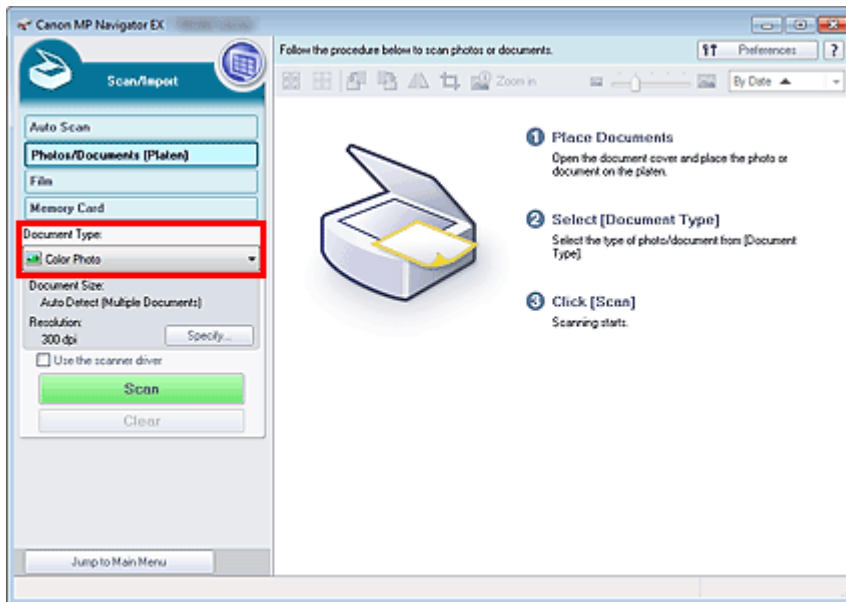 Canon MP Navigator EX
Scan/Import
Auto Scan
Photos/Documents (Platen)
Film
Memory Card
Document Type:
Color Photo
Document Size:
Auto Detect (Multiple Documents)
Resolution:
300 dpi
Specify...
Use the scanner driver
Scan
Clear
Jump to Main Menu
Follow the procedure below to scan photos or documents.
Preferences
?
Zoom in
By Date
1 Place Documents
Open the document cover and place the photo or
document on the platen.
2 Select [Document Type]
Select the type of photo/document from [Document
Type].
3 Click [Scan]
Scanning starts.